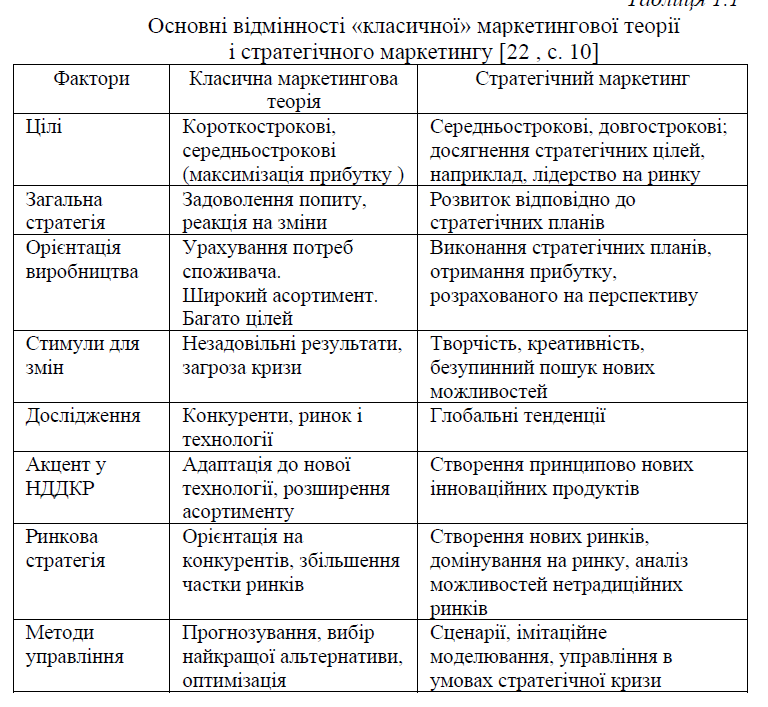 Таблиця 1.1
Основні відмінності «класичної» маркетингової теорії
і стратегічного маркетингу [22 , с. 10]
Фактори
Класична маркетингова
теорія
Стратегічний маркетинг
Цілі
Короткострокові,
середньострокові
(максимізація прибутку )
Середньострокові, довгострокові;
досягнення стратегічних цілей,
наприклад, лідерство на ринку
Загальна
стратегія
Задоволення попиту,
реакція на зміни
Розвиток відповідно до
стратегічних планів
Орієнтація
виробництва
Урахування потреб
споживача.
Широкий асортимент.
Багато цілей
Виконання стратегічних планів,
отримання прибутку,
розрахованого на перспективу
Стимули для
змін
Незадовільні результати,
загроза кризи
Творчість, креативність,
безупинний пошук нових
можливостей
Дослідження
Конкуренти, ринок і
технології
Глобальні тенденції
Акцент у
НДДКР
Адаптація до нової
технології, розширення
асортименту
Створення принципово нових
інноваційних продуктів
Ринкова
стратегія
Орієнтація на
конкурентів, збільшення
частки ринків
Створення нових ринків,
домінування на ринку, аналіз
можливостей нетрадиційних
ринків
Методи
управління
Прогнозування, вибір
найкращої альтернативи,
оптимізація
Сценарії, імітаційне
моделювання, управління в
умовах стратегічної кризи